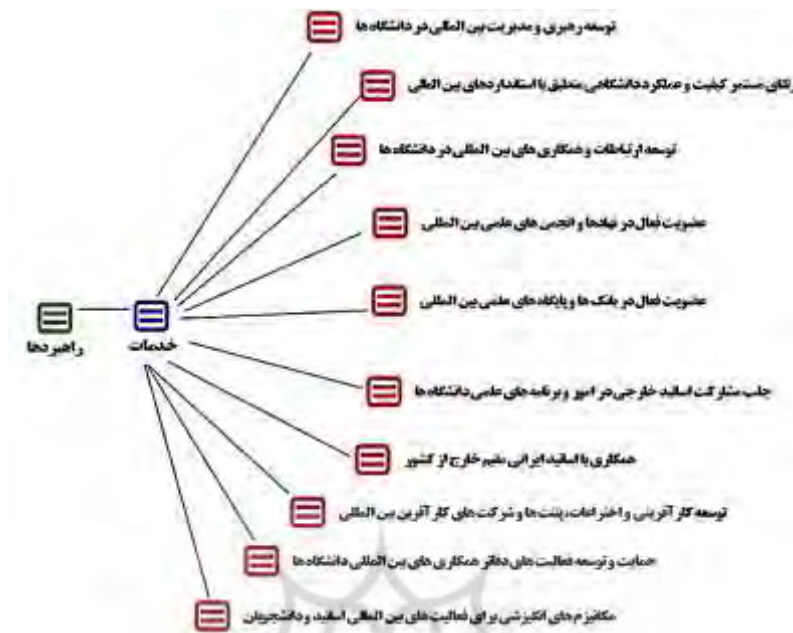 توسعه رهبری و مدیریت بین المللی در دانشگاه ها
رتقای مستمر کیفیت و عملکرد دانشگاهی منطبق با استانداردهای بین المللی
توسعه ارتباطات و همکاری های بین المللی در دانشگاه ها
عضویت فعال در نهادها و انجمن های علمی بین المللی
عضویت فعال در بانک ها و پایگاه های علمی بین المللی
راهبردها
خدمات
جلب مشارکت اساتید خارجی در امور و برنامه های علمی دانشگاه ها
همکاری با اساتید ایرانی مقیم خارج از کشور
توسعه کارآفرینی و اختراعات، پتنت ها و شرکت های کارآفرین بین المللی
حمایت و توسعه فعالیت های دفاتر همکاری های بین المللی دانشگاه ها
مکانیزم های انگیزشی برای فعالیت های بین المللی اساتید و دانشجویان